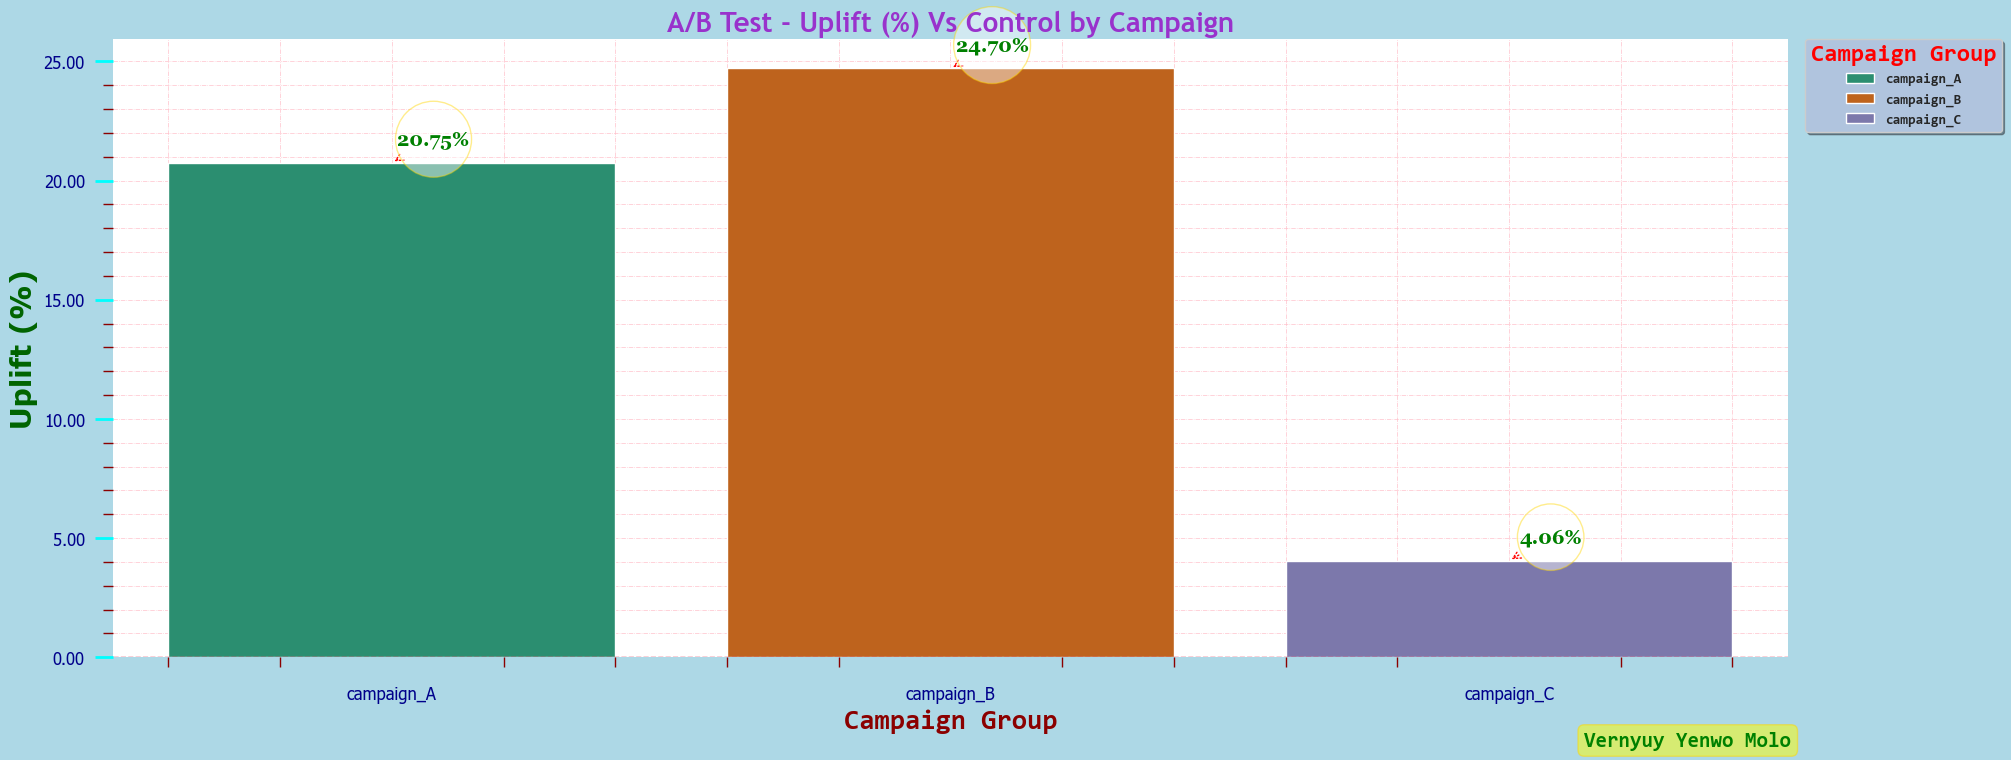 A/B Test - Uplift (%) Vs Control by Campaign
Uplift (%)
25.00
20.00
15.00
10.00
5.00
0.00
20.75%
24.70%
4.06%
campaign_A
campaign_B
campaign_C
Campaign Group
Campaign Group
campaign_A
campaign_B
campaign_C
Vernyuy Yenwo Molo